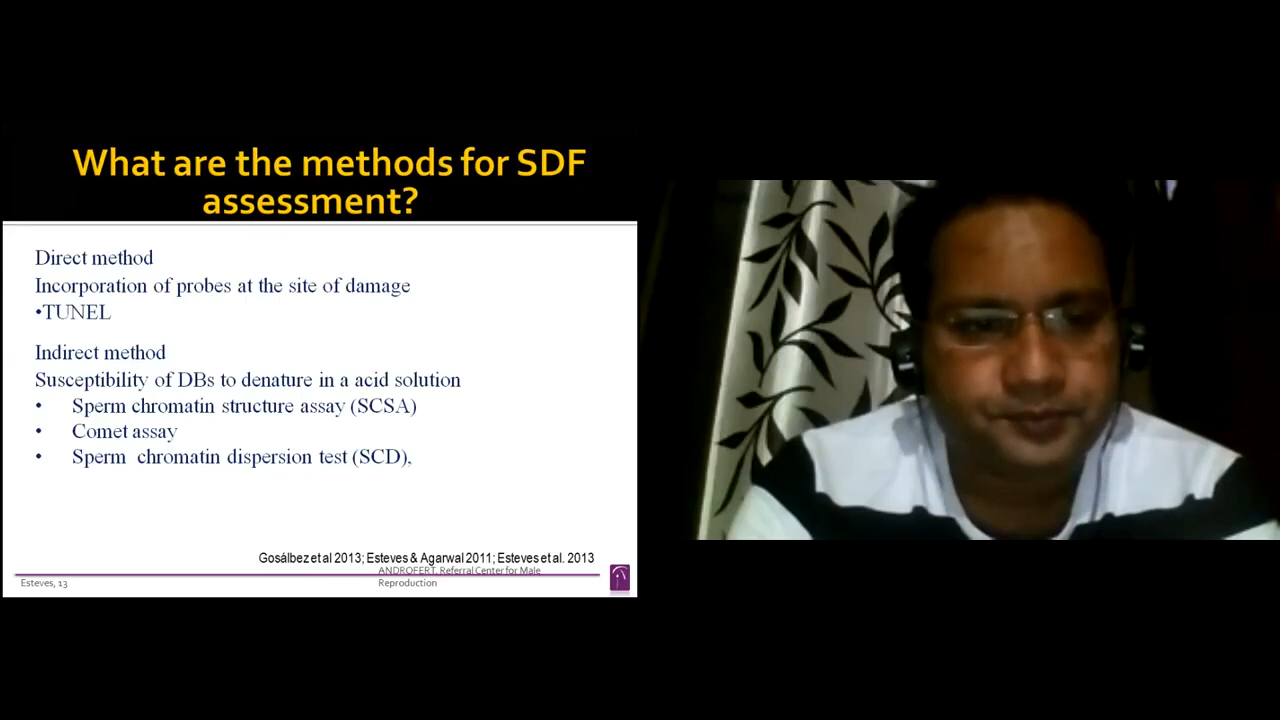 What are the methods for SDF
assessment?
Direct method
Incorporation of probes at the site of damage
•TUNEL
Indirect method
Susceptibility of DBs to denature in a acid solution
• Sperm chromatin structure assay (SCSA)
• Comet assay
• Sperm chromatin dispersion test (SCD),
Gosálbez et al 2013; Esteves & Agarwal 2011; Esteves et al. 2013
ANDROFERT, Referral Center for Male
Reproduction
Esteves, 13